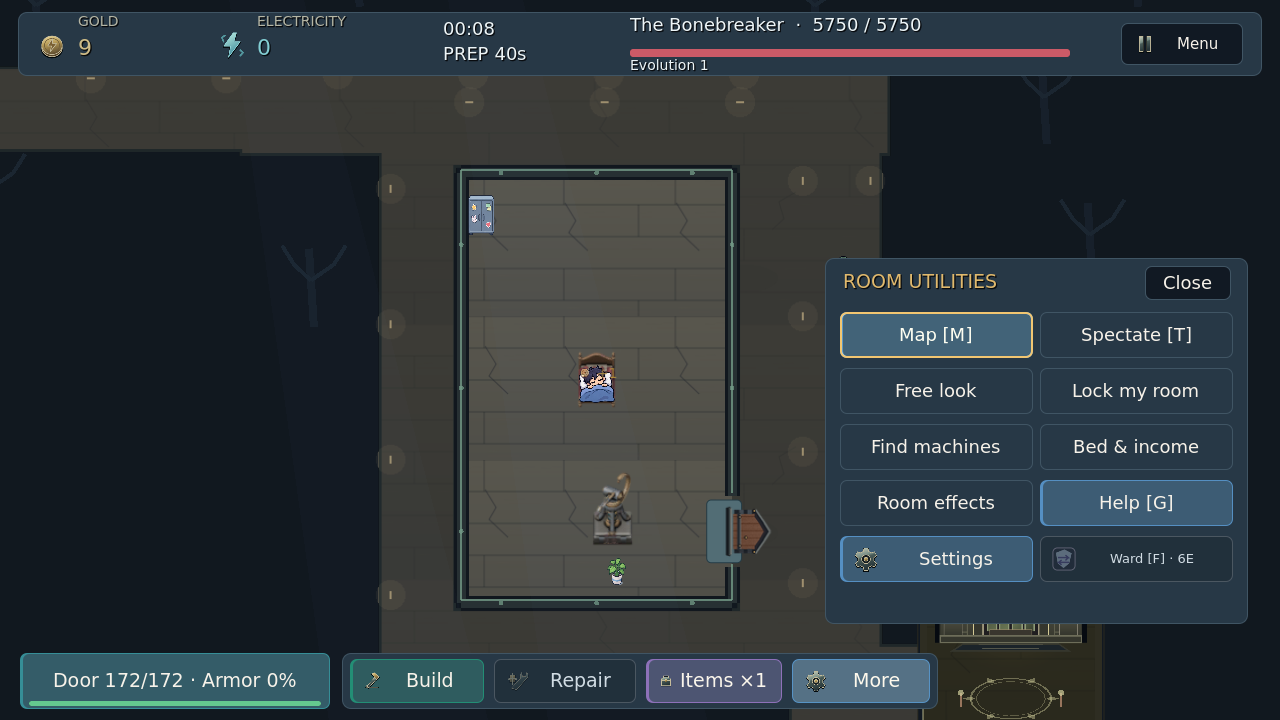 GOLD
9
ELECTRICITY
0
00:08
PREP 40s
The Bonebreaker · 5750 / 5750
Evolution 1
Menu
ROOM UTILITIES
Close
Map [M]
Spectate [T]
Free look
Lock my room
Find machines
Bed & income
Room effects
Help [G]
Settings
Ward [F] · 6E
Door 172/172 · Armor 0%
Build
Repair
Items ×1
More